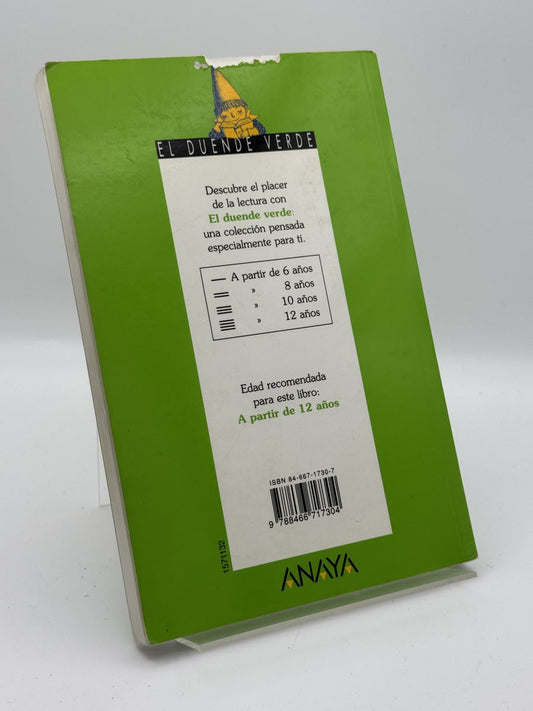 EL DUENDE VERDE
Descubre el placer
de la lectura con
El duende verde:
una colección pensada
especialmente para ti.
A partir de 6 años
» 8 años
» 10 años
» 12 años
Edad recomendada
para este libro:
A partir de 12 años
ISBN 84-667-1730-7
9 788466 717304
1571132
ANAYA